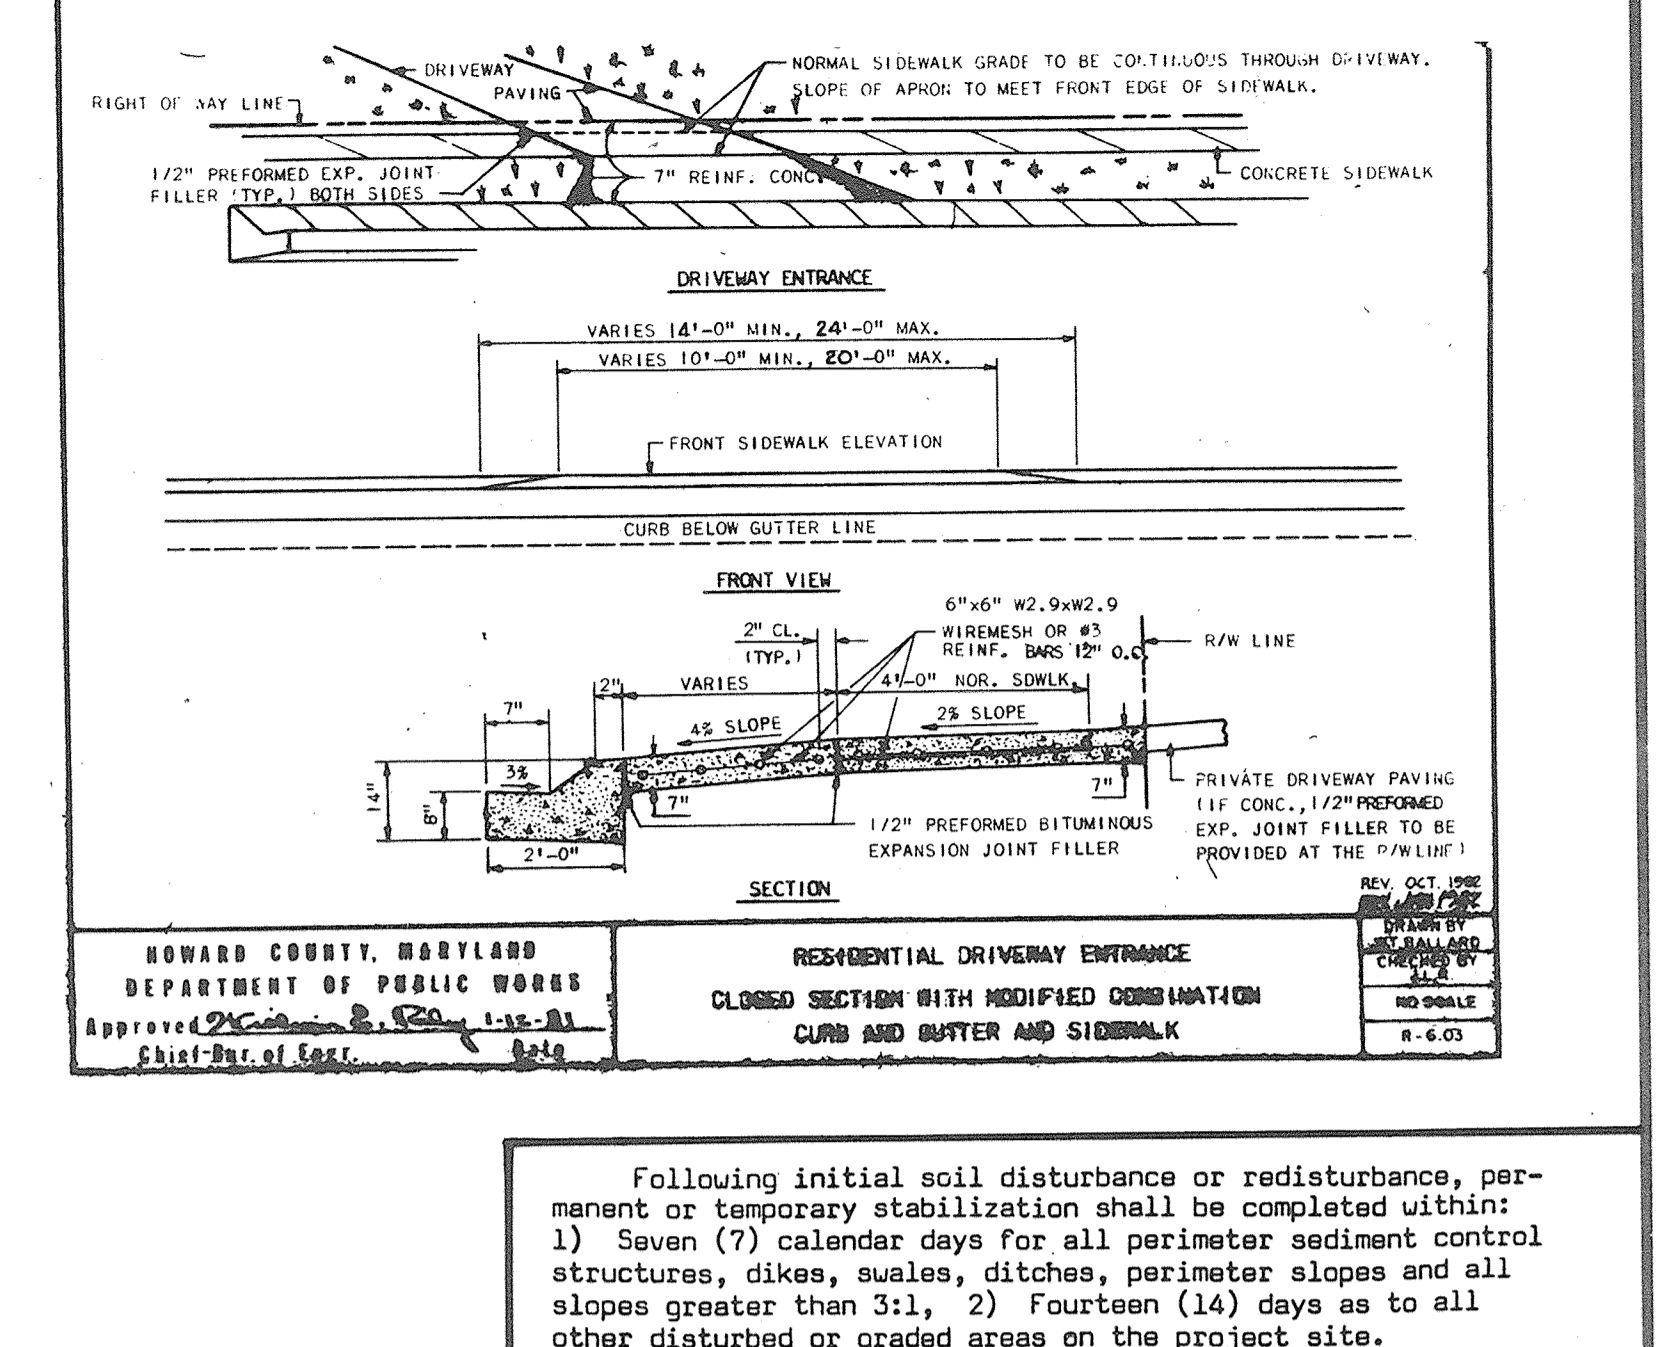 DRIVEWAY
PAVING
NORMAL SIDEWALK GRADE TO BE CONTINUOUS THROUGH DRIVEWAY.
SLOPE OF APRON TO MEET FRONT EDGE OF SIDEWALK.
RIGHT OF WAY LINE
1/2" PREFORMED EXP. JOINT
FILLER (TYP.) BOTH SIDES
7" REINF. CONC.
CONCRETE SIDEWALK
DRIVEWAY ENTRANCE
VARIES 14'-0" MIN., 24'-0" MAX.
VARIES 10'-0" MIN., 20'-0" MAX.
FRONT SIDEWALK ELEVATION
CURB BELOW GUTTER LINE
FRONT VIEW
6"x6" W2.9xW2.9
WIREMESH OR #3
REINF. BARS 12" O.C.
2" CL.
(TYP.)
R/W LINE
2"
VARIES
4'-0" NOR. SDWLK.
7"
4% SLOPE
2% SLOPE
3%
14"
8"
7"
7"
2'-0"
1/2" PREFORMED BITUMINOUS
EXPANSION JOINT FILLER
PRIVATE DRIVEWAY PAVING
(IF CONC., 1/2" PREFORMED
EXP. JOINT FILLER TO BE
PROVIDED AT THE R/W LINE)
SECTION
REV. OCT. 1982
HOWARD COUNTY, MARYLAND
DEPARTMENT OF PUBLIC WORKS
Approved
Chief-Bur. of Engr. Date
RESIDENTIAL DRIVEWAY ENTRANCE
CLOSED SECTION WITH MODIFIED COMBINATION
CURB AND GUTTER AND SIDEWALK
DRAWN BY
BALLARD
CHECKED BY
NO SCALE
R-6.03
Following initial soil disturbance or redisturbance, per-
manent or temporary stabilization shall be completed within:
1) Seven (7) calendar days for all perimeter sediment control
structures, dikes, swales, ditches, perimeter slopes and all
slopes greater than 3:1, 2) Fourteen (14) days as to all
other disturbed or graded areas on the project site.